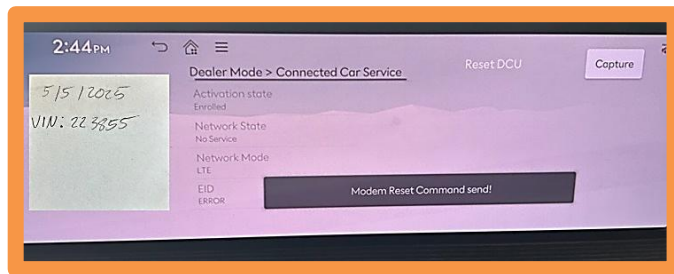 2:44PM
Dealer Mode > Connected Car Service
Reset DCU
Capture
5/5/2025
VIN: 223855
Activation state
Enrolled
Network State
No Service
Network Mode
LTE
EID
ERROR
Modem Reset Command send!